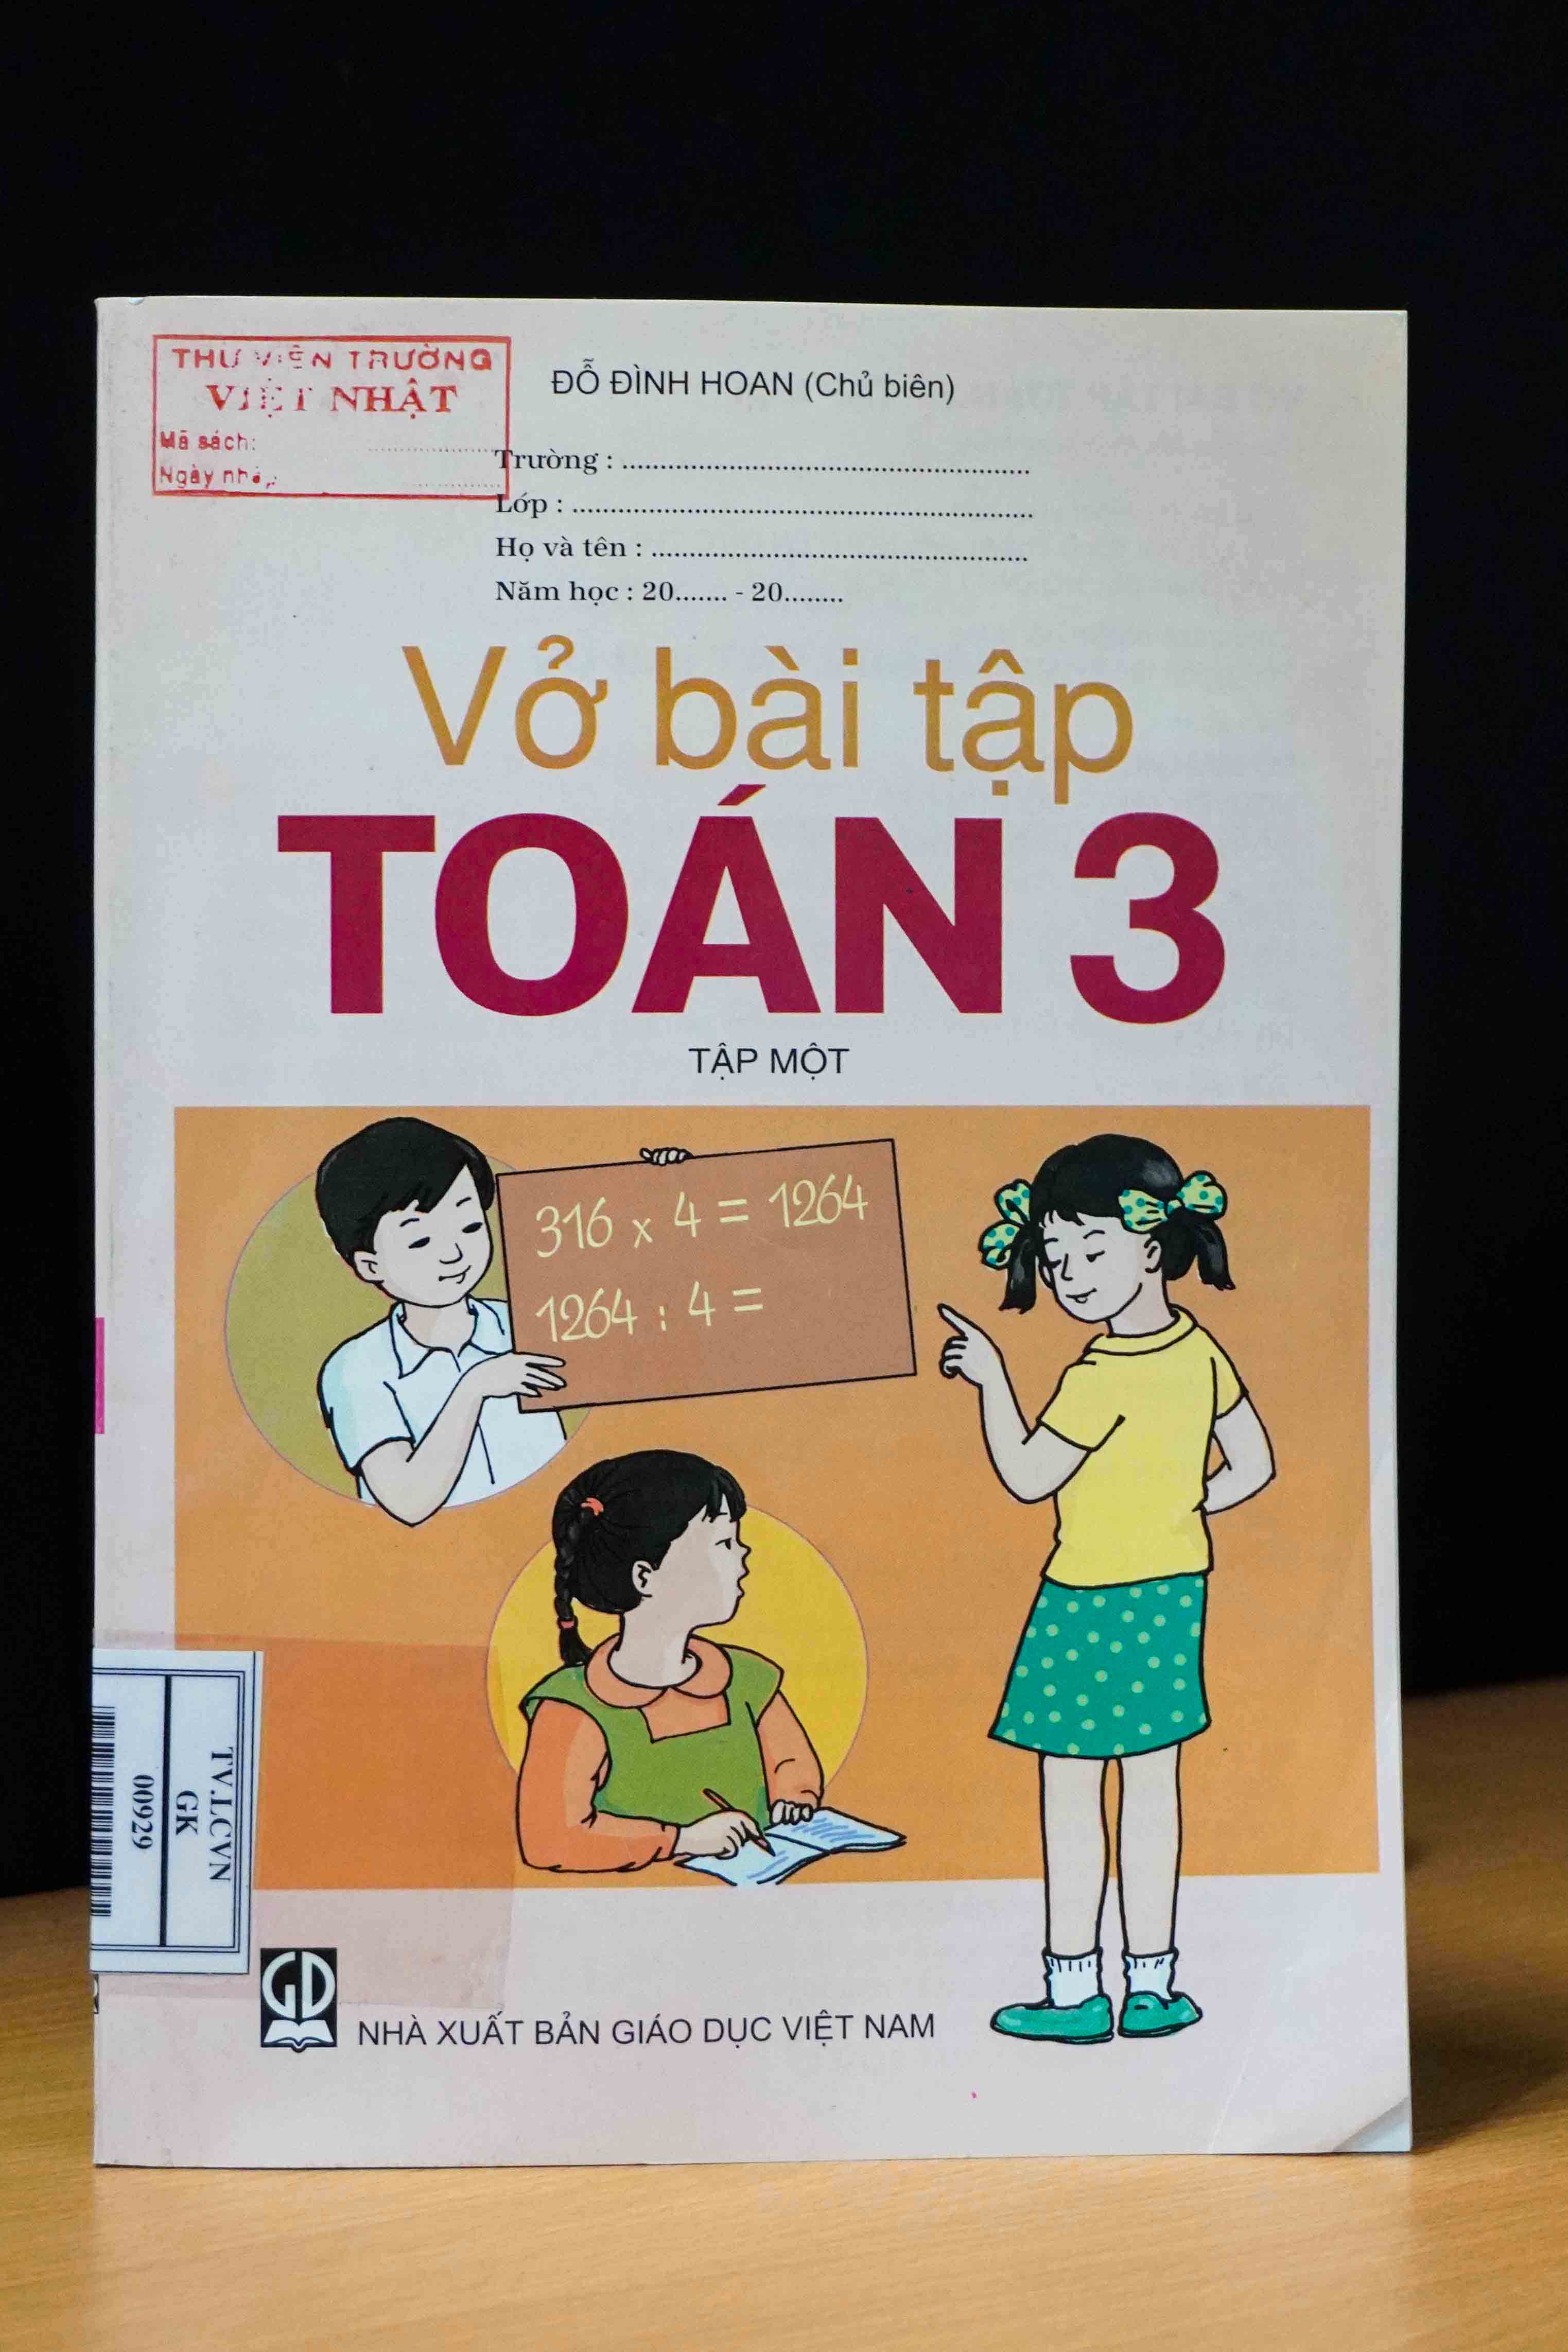 THƯ VIỆN TRƯỜNG
VIỆT NHẬT
Mã sách:
Ngày nhập:
ĐỖ ĐÌNH HOAN (Chủ biên)
Trường : ......................................................
Lớp : .............................................................
Họ và tên : ..................................................
Năm học : 20....... - 20........
Vở bài tập
TOÁN 3
TẬP MỘT
316 x 4 = 1264
1264 : 4 =
TV.LCVN
GK
00929
GD
NHÀ XUẤT BẢN GIÁO DỤC VIỆT NAM